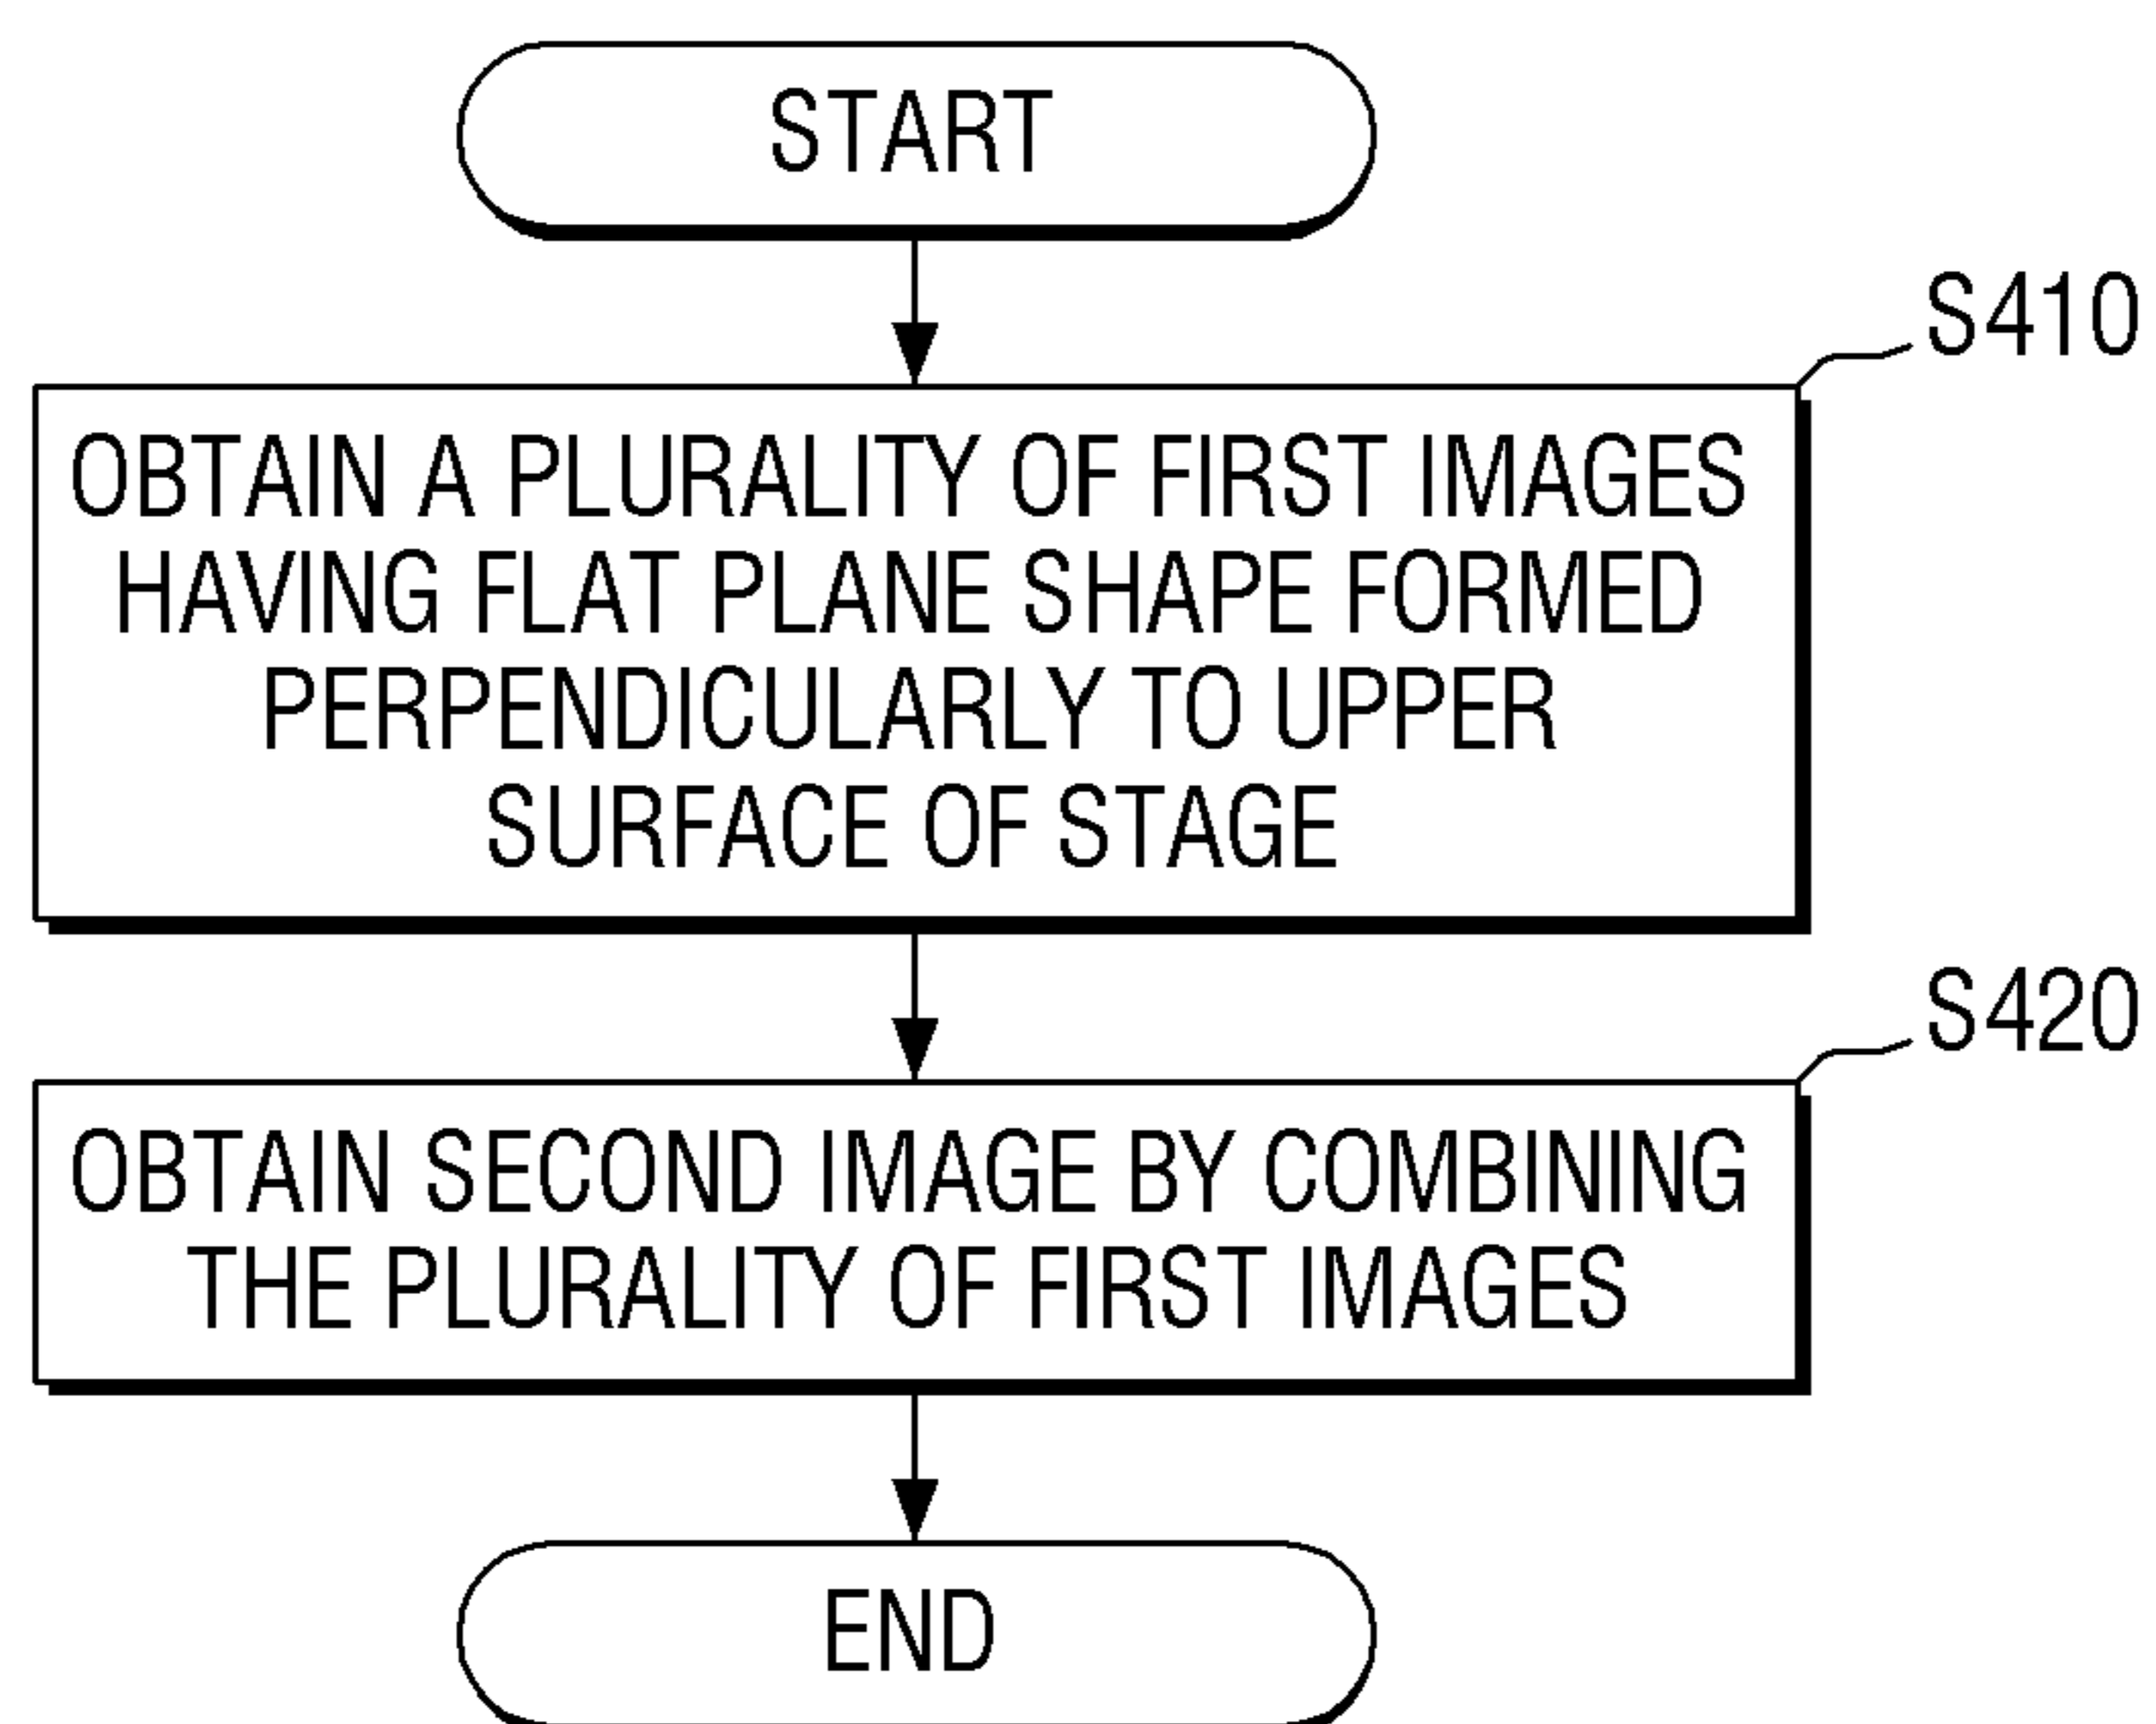 START
S410
OBTAIN A PLURALITY OF FIRST IMAGES
HAVING FLAT PLANE SHAPE FORMED
PERPENDICULARLY TO UPPER
SURFACE OF STAGE
S420
OBTAIN SECOND IMAGE BY COMBINING
THE PLURALITY OF FIRST IMAGES
END